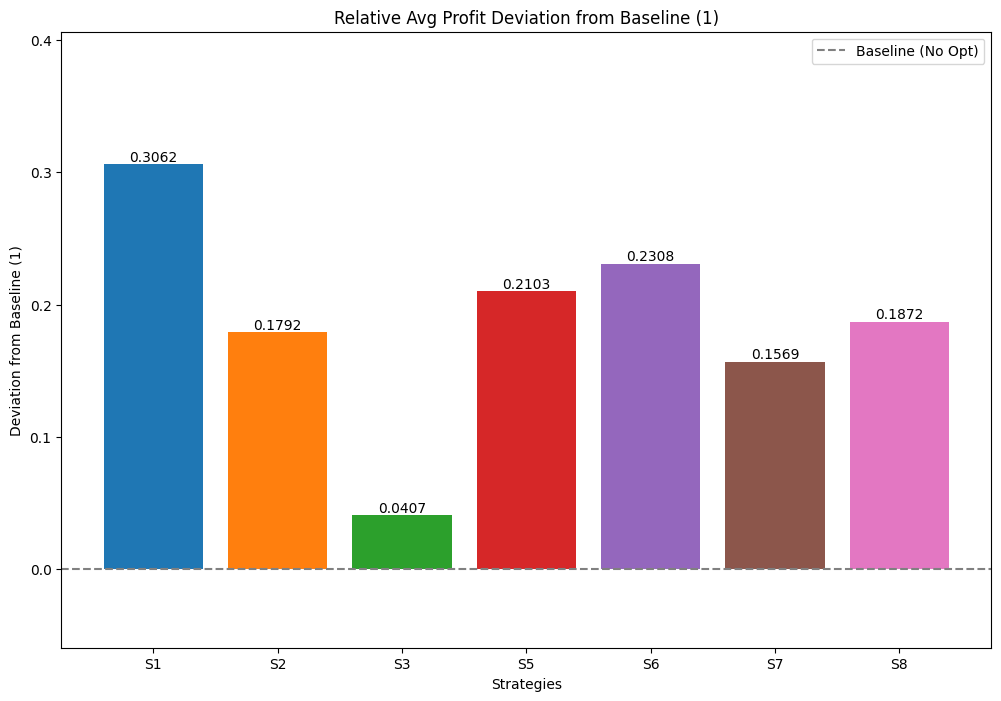 Relative Avg Profit Deviation from Baseline (1)
Baseline (No Opt)
Deviation from Baseline (1)
0.4
0.3
0.2
0.1
0.0
0.3062
0.1792
0.0407
0.2103
0.2308
0.1569
0.1872
S1 S2 S3 S5 S6 S7 S8
Strategies